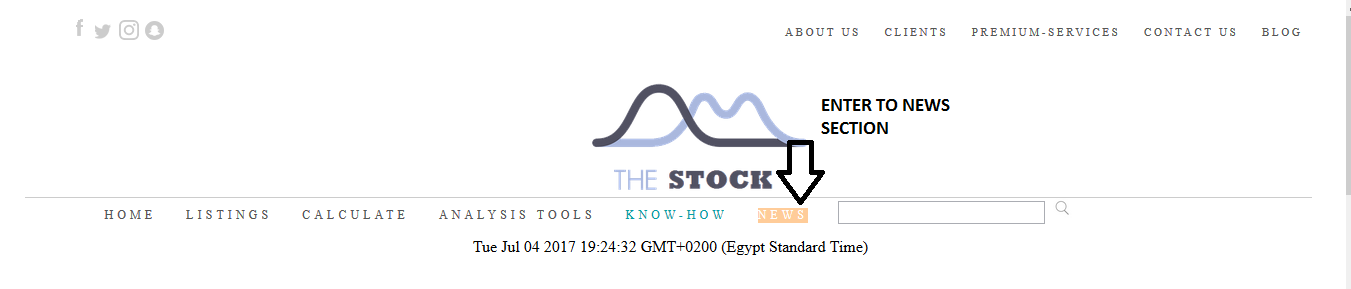 ABOUT US CLIENTS PREMIUM-SERVICES CONTACT US BLOG
ENTER TO NEWS
SECTION
THE STOCK
HOME LISTINGS CALCULATE ANALYSIS TOOLS KNOW-HOW NEWS
Tue Jul 04 2017 19:24:32 GMT+0200 (Egypt Standard Time)